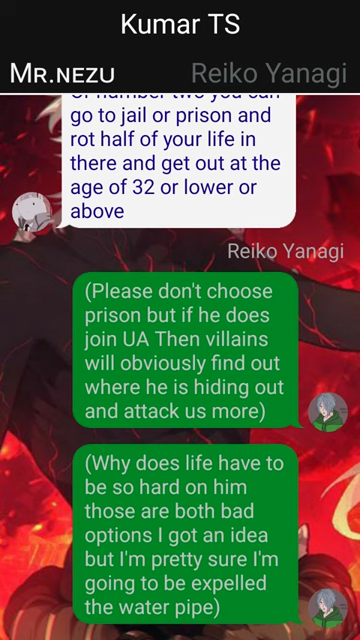 Kumar TS
Mr.nezu
Reiko Yanagi
Or number two you can
go to jail or prison and
rot half of your life in
there and get out at the
age of 32 or lower or
above
Reiko Yanagi
(Please don't choose
prison but if he does
join UA Then villains
will obviously find out
where he is hiding out
and attack us more)
(Why does life have to
be so hard on him
those are both bad
options I got an idea
but I'm pretty sure I'm
going to be expelled
the water pipe)